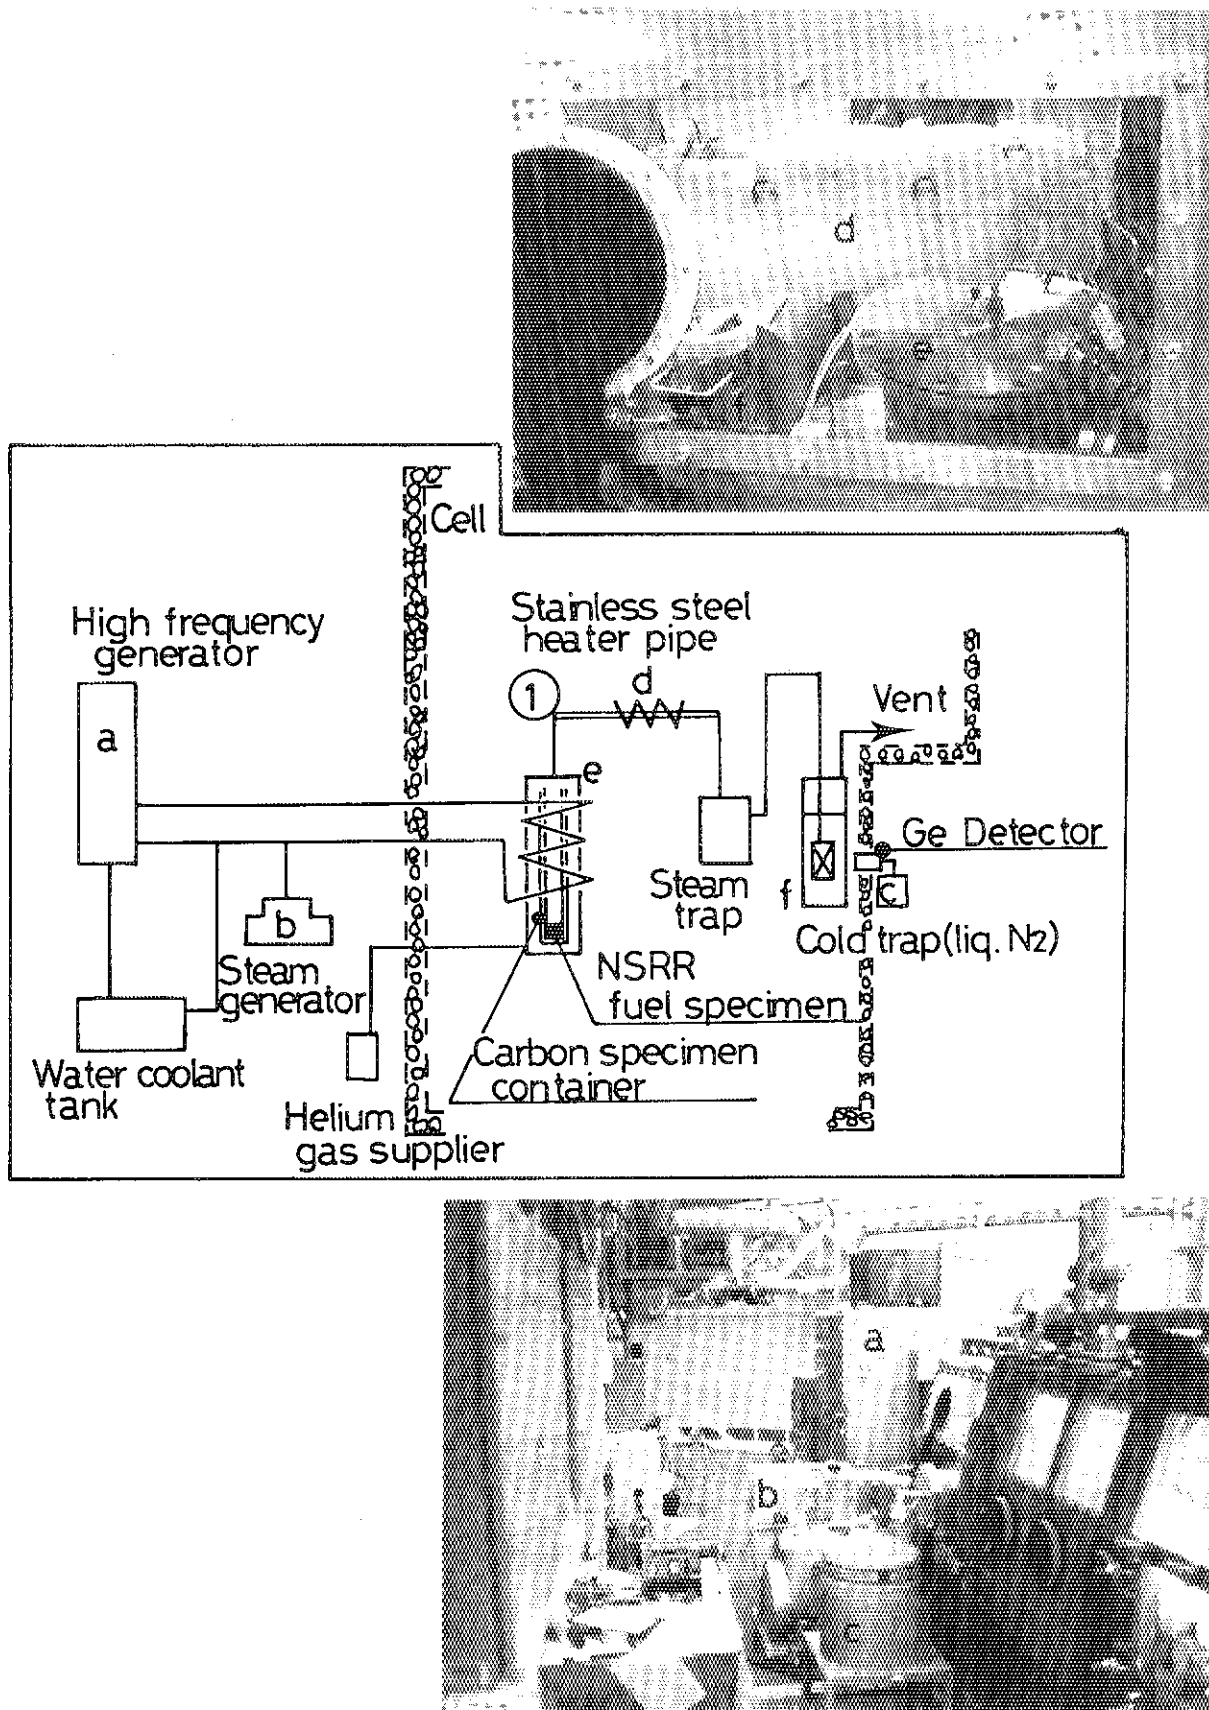 d
e
Cell
High frequency
generator
a
Stainless steel
heater pipe
1
d
Vent
e
Ge Detector
Steam
trap
f
c
Cold trap(liq. N2)
b
Steam
generator
NSRR
fuel specimen
Water coolant
tank
Carbon specimen
container
Helium
gas supplier
a
b
c